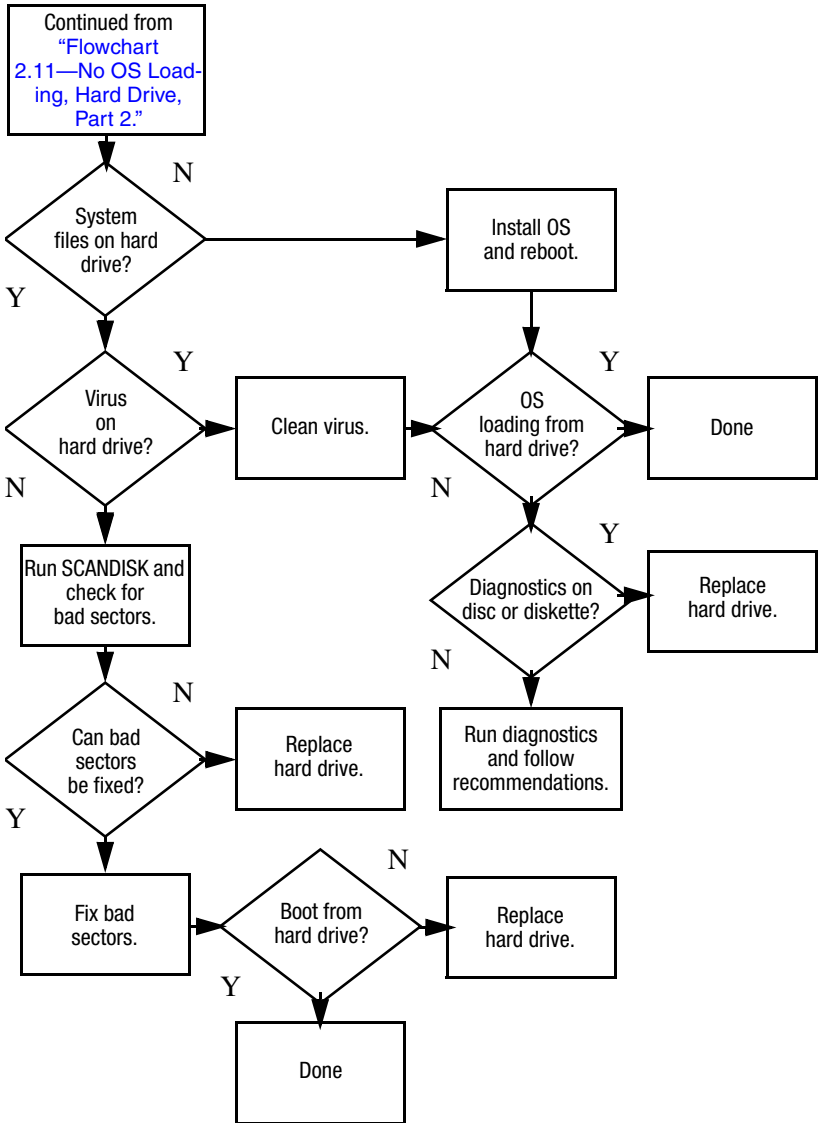 Continued from
“Flowchart
2.11—No OS Load-
ing, Hard Drive,
Part 2.”
N
System
files on hard
drive?
Install OS
and reboot.
Y
Y
Virus
on
hard drive?
Clean virus.
Y
OS
loading from
hard drive?
Done
N
N
Run SCANDISK and
check for
bad sectors.
Y
Diagnostics on
disc or diskette?
Replace
hard drive.
N
N
Can bad
sectors
be fixed?
Replace
hard drive.
Run diagnostics
and follow
recommendations.
Y
Fix bad
sectors.
N
Boot from
hard drive?
Replace
hard drive.
Y
Done